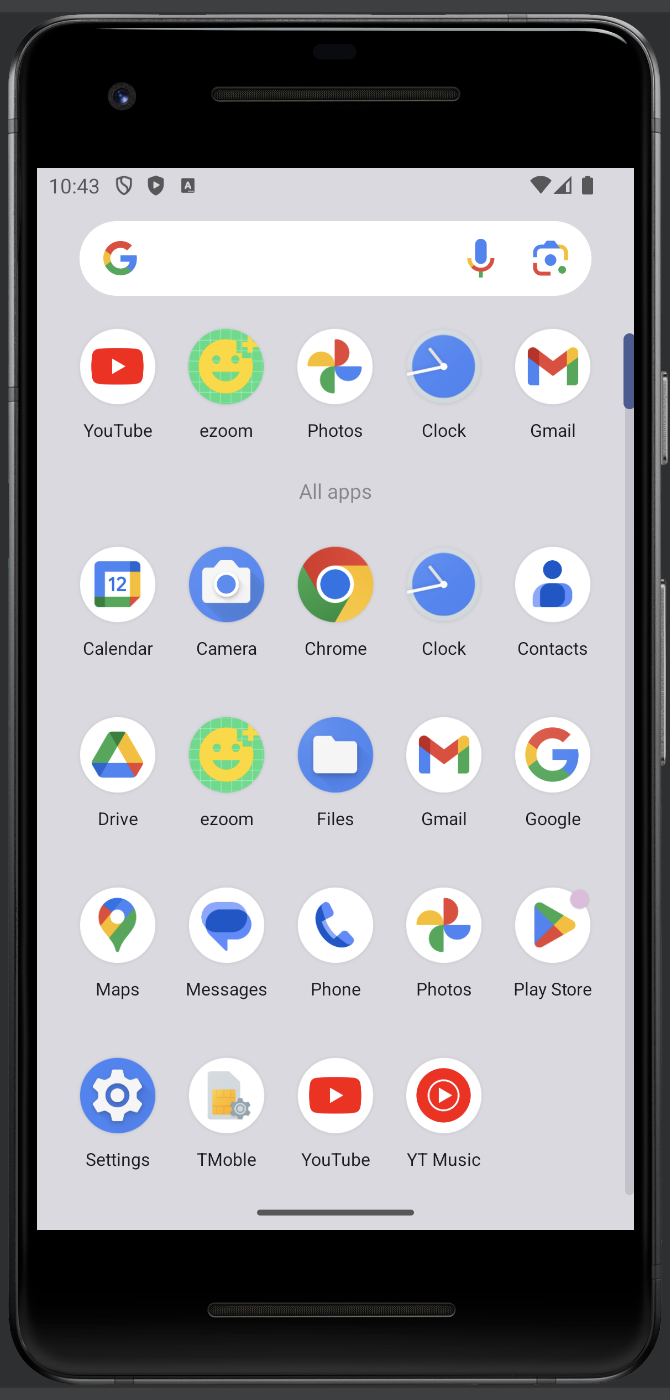 10:43
YouTube ezoom Photos Clock Gmail
All apps
12
Calendar Camera Chrome Clock Contacts
Drive ezoom Files Gmail Google
Maps Messages Phone Photos Play Store
Settings TMoble YouTube YT Music